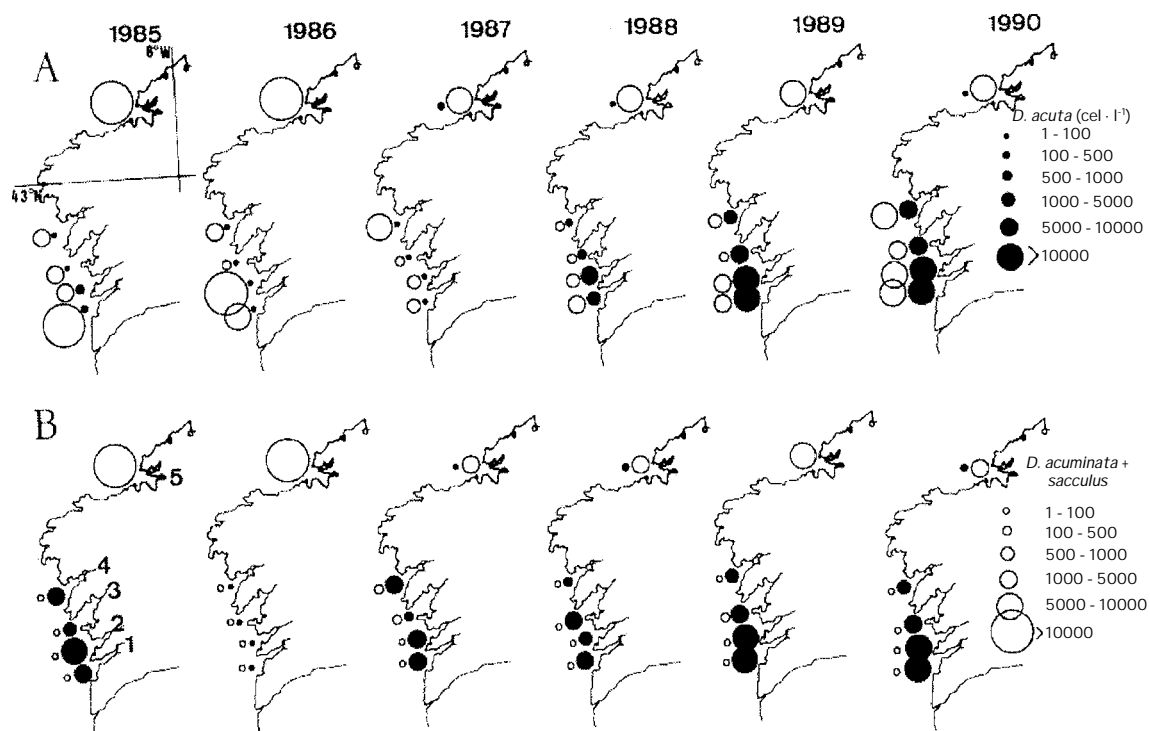 1985
1986
1987
1988
1989
1990
A
8° W
43° N
D. acuta (cel · l-1)
1 - 100
100 - 500
500 - 1000
1000 - 5000
5000 - 10000
>10000
B
5
4
3
2
1
D. acuminata +
sacculus
1 - 100
100 - 500
500 - 1000
1000 - 5000
5000 - 10000
>10000